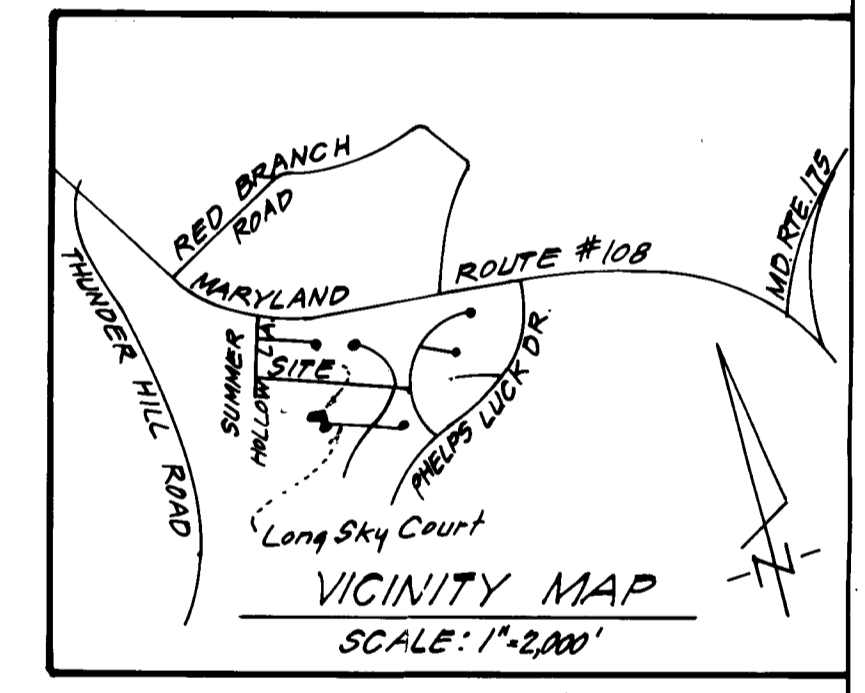 RED BRANCH
ROAD
MARYLAND
ROUTE #108
MD. RTE. 175
THUNDER HILL ROAD
SUMMER
HOLLOW LA.
SITE
PHELPS LUCK DR.
Long Sky Court
N
VICINITY MAP
SCALE: 1"=2,000'